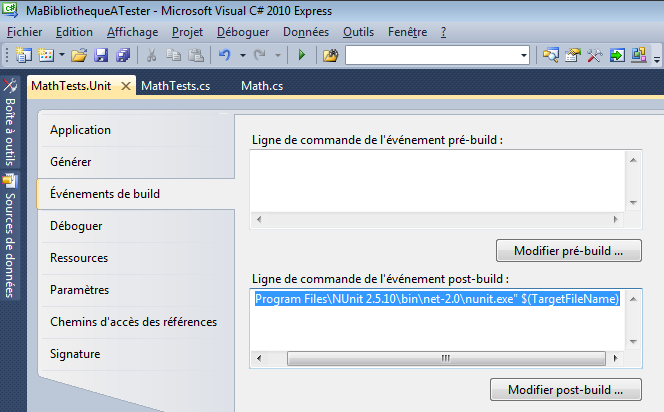 MaBibliothequeATester - Microsoft Visual C# 2010 Express
Fichier Edition Affichage Projet Déboguer Données Outils Fenêtre ?
MathTests.Unit MathTests.cs Math.cs
Boîte à outils
Sources de données
Application
Générer
Événements de build
Déboguer
Ressources
Paramètres
Chemins d'accès des références
Signature
Ligne de commande de l'événement pré-build :
Modifier pré-build ...
Ligne de commande de l'événement post-build :
Program Files\NUnit 2.5.10\bin\net-2.0\nunit.exe" $(TargetFileName)
Modifier post-build ...